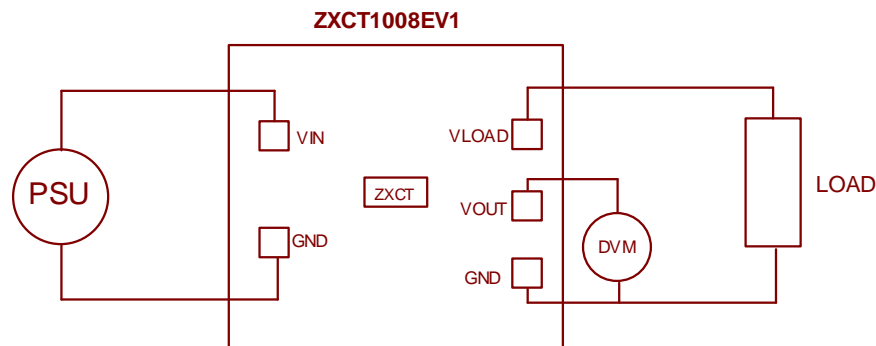 ZXCT1008EV1
VIN
VLOAD
PSU
ZXCT
LOAD
VOUT
GND
DVM
GND